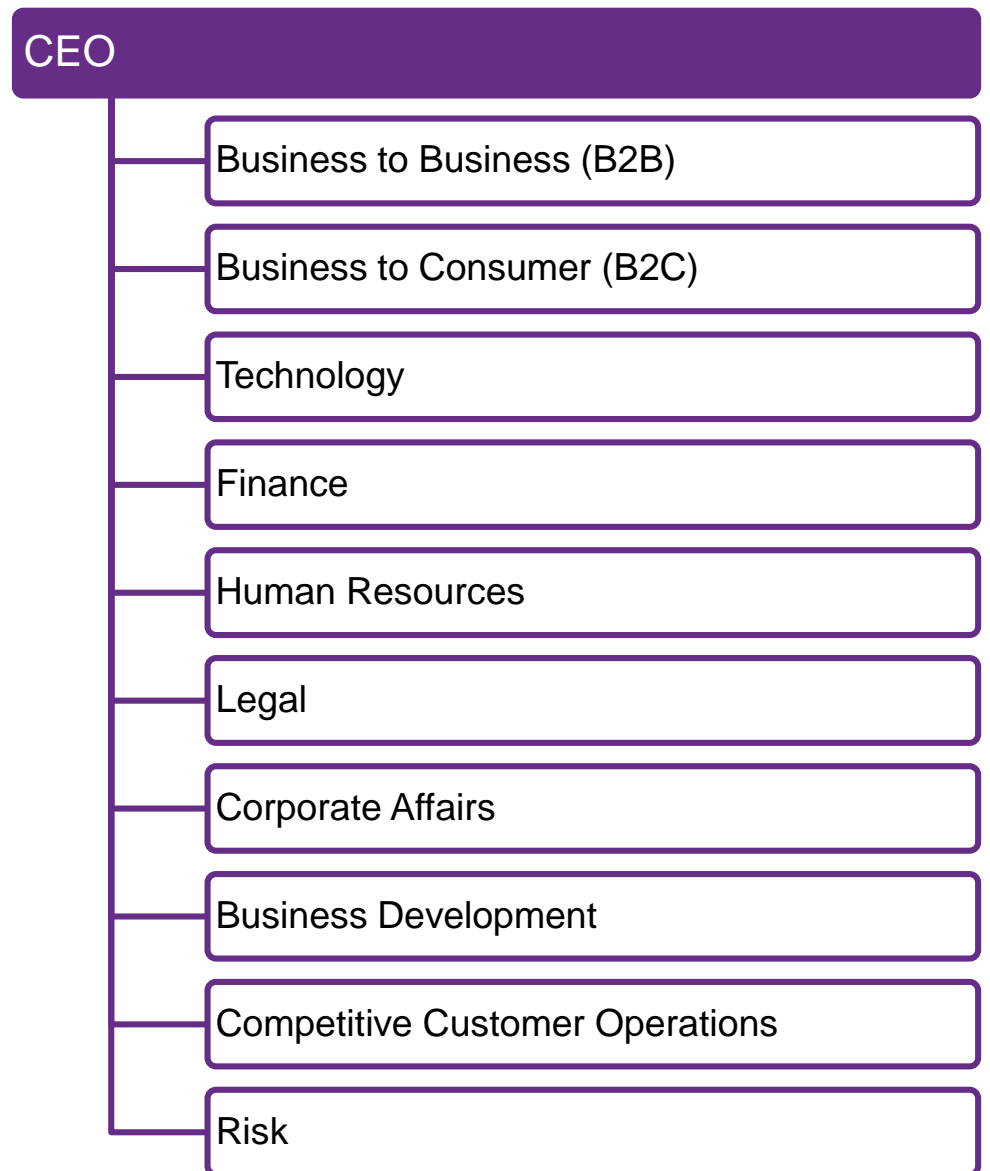 CEO
Business to Business (B2B)
Business to Consumer (B2C)
Technology
Finance
Human Resources
Legal
Corporate Affairs
Business Development
Competitive Customer Operations
Risk